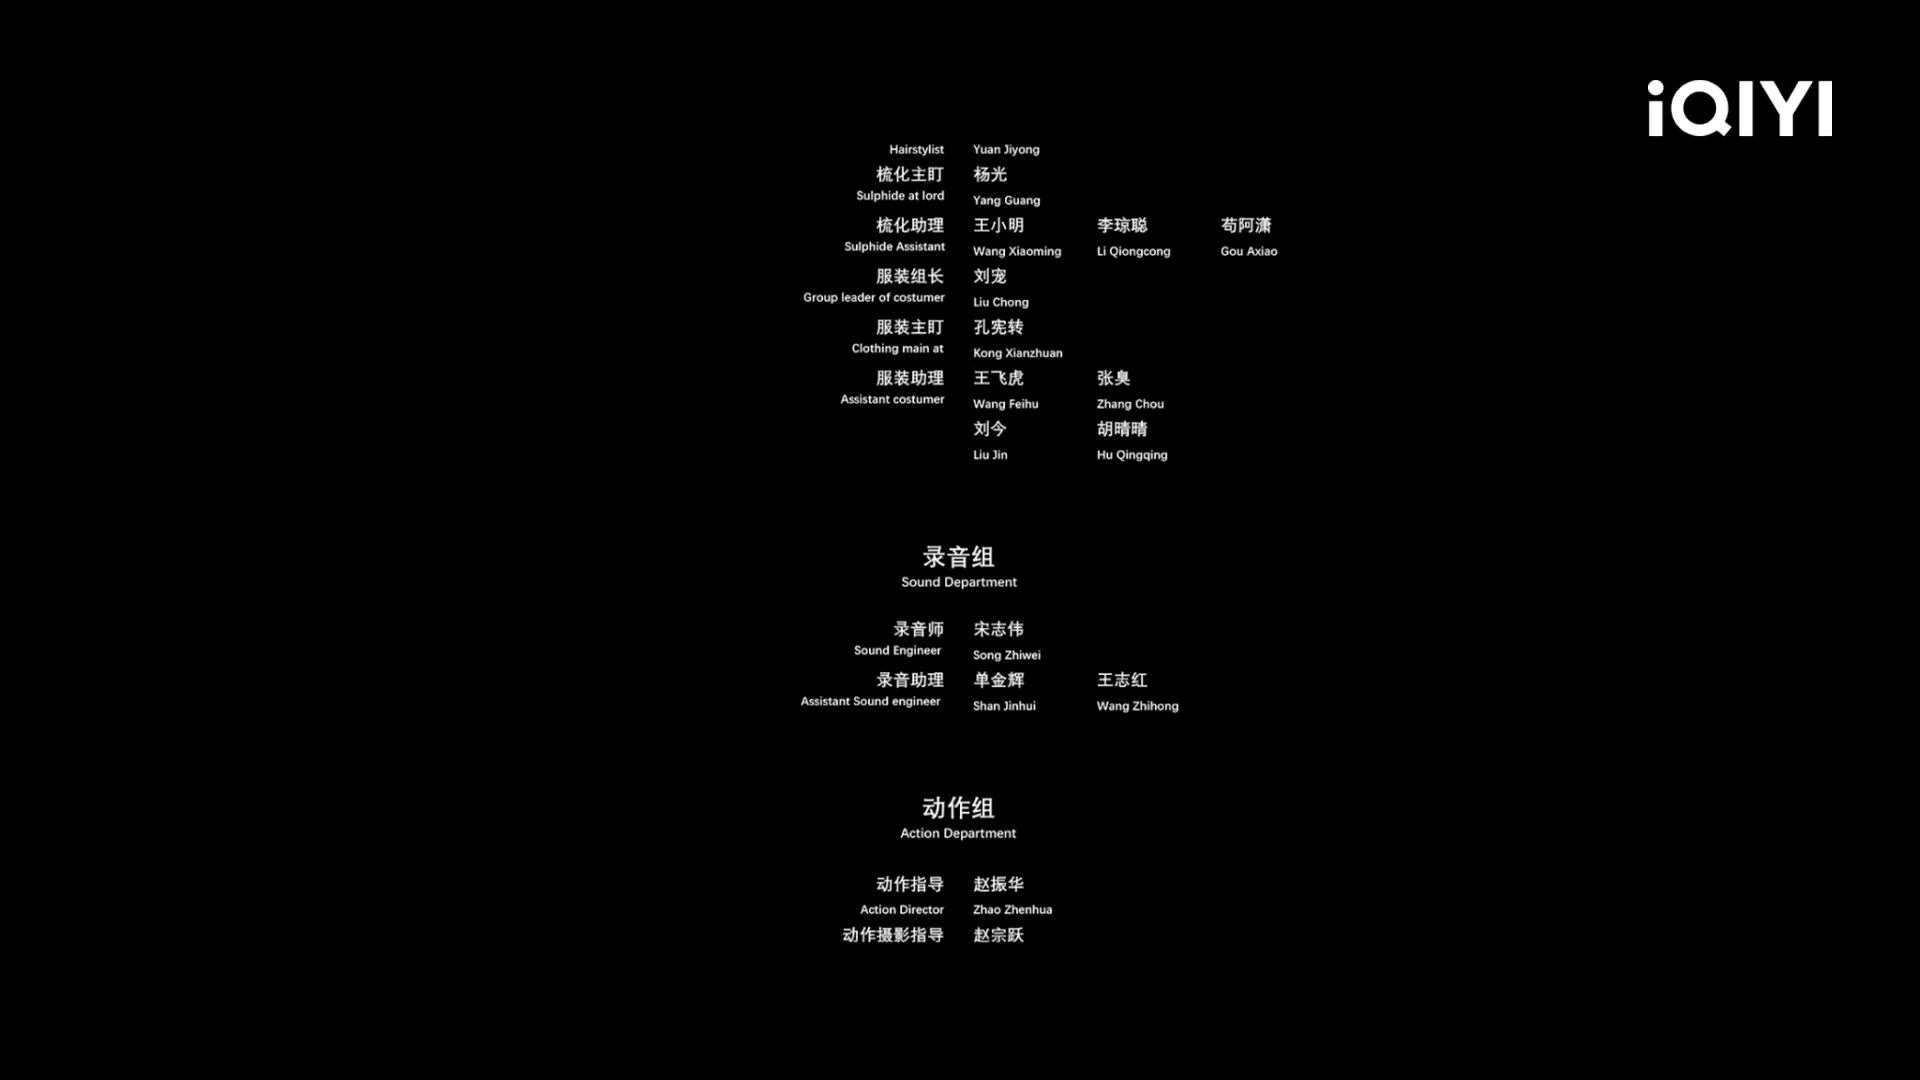 iQIYI
Hairstylist Yuan Jiyong
梳化主盯 杨光
Sulphide at lord Yang Guang
梳化助理 王小明 李琼聪 苟阿潇
Sulphide Assistant Wang Xiaoming Li Qiongcong Gou Axiao
服装组长 刘宠
Group leader of costumer Liu Chong
服装主盯 孔宪转
Clothing main at Kong Xianzhuan
服装助理 王飞虎 张臭
Assistant costumer Wang Feihu Zhang Chou
刘今 胡晴晴
Liu Jin Hu Qingqing
录音组
Sound Department
录音师 宋志伟
Sound Engineer Song Zhiwei
录音助理 单金辉 王志红
Assistant Sound engineer Shan Jinhui Wang Zhihong
动作组
Action Department
动作指导 赵振华
Action Director Zhao Zhenhua
动作摄影指导 赵宗跃